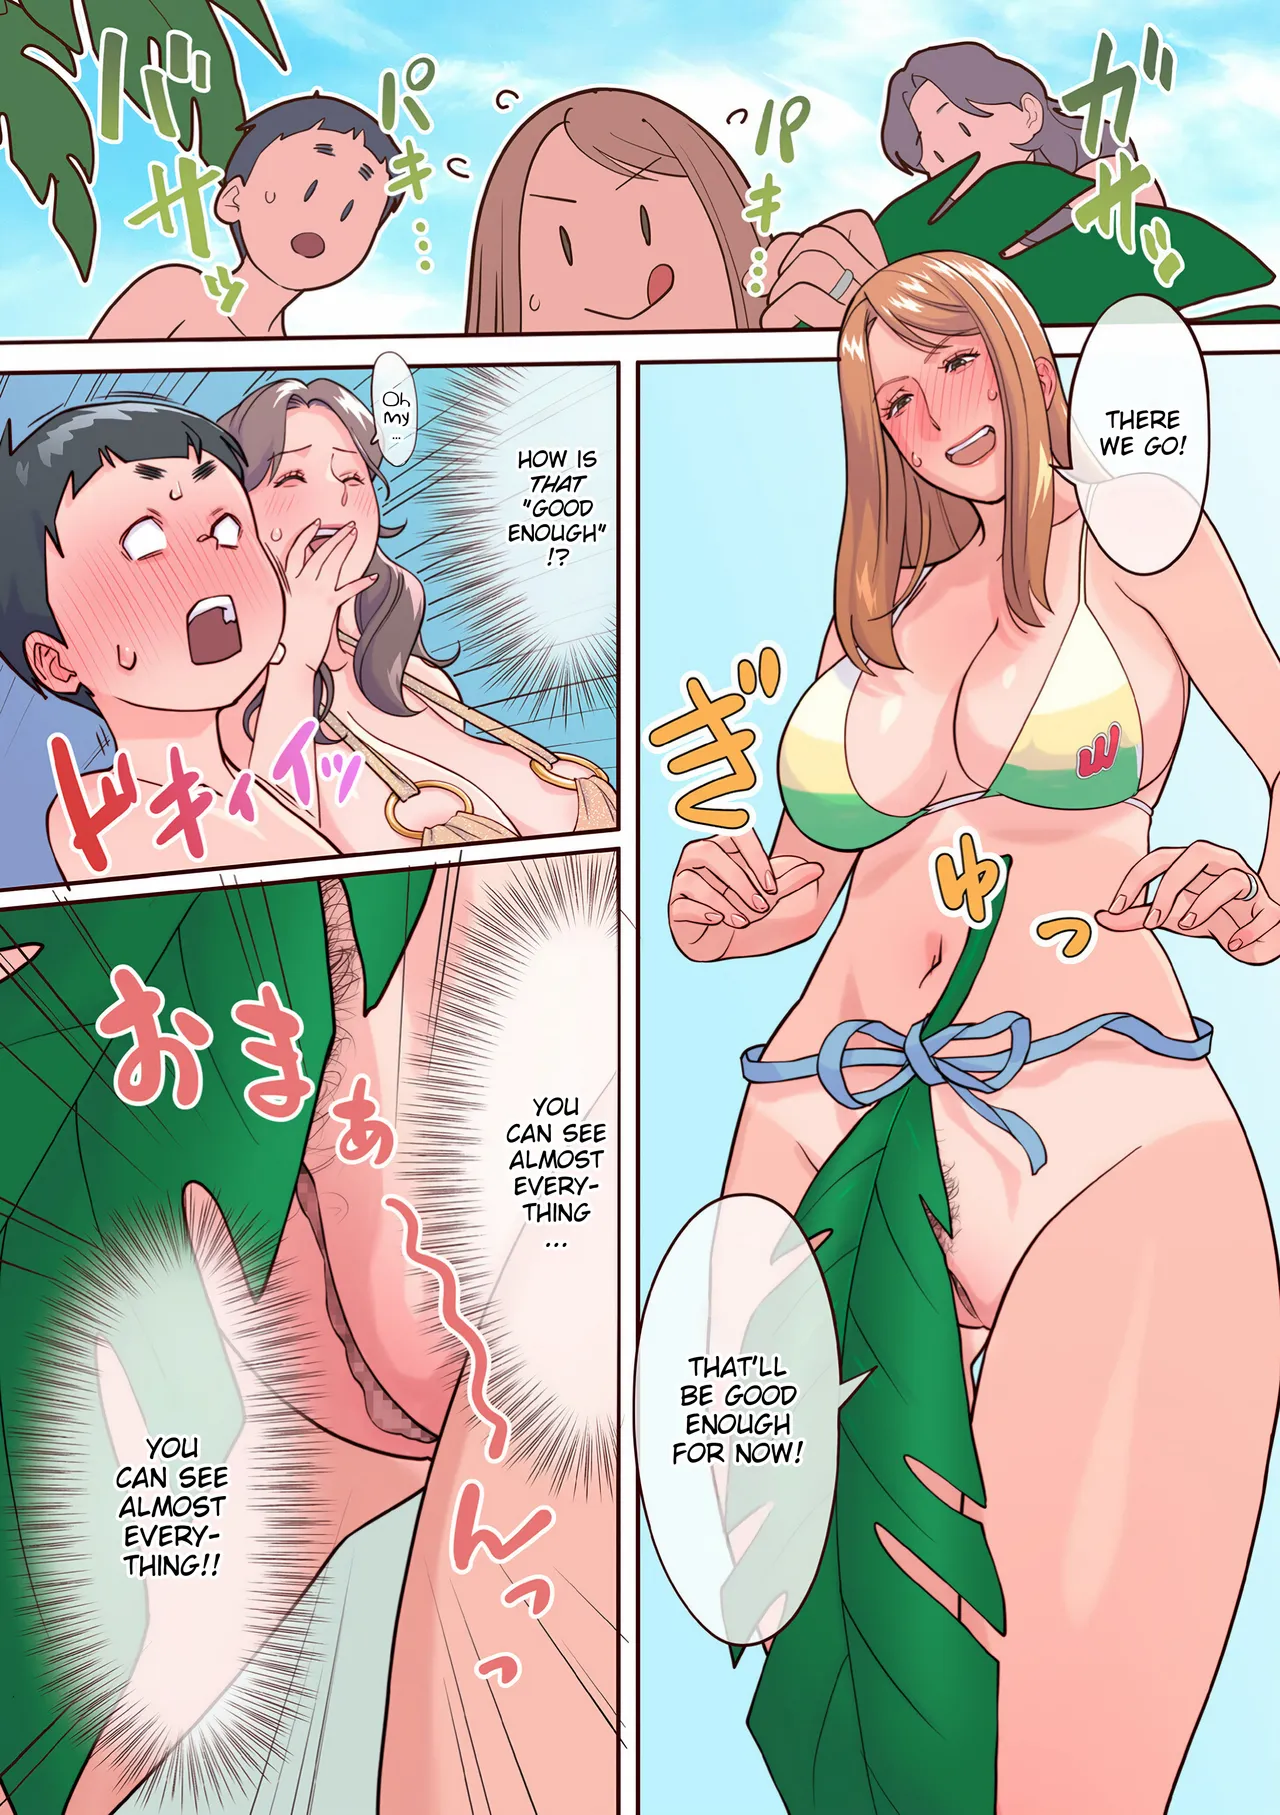 バ
サ
ッ
パ
キ
…
パ
キ
…
ガ
サ
ッ
THERE
WE GO!
W
ぎ
ゅ
っ
THAT'LL
BE GOOD
ENOUGH
FOR NOW!
Oh
my
...
HOW IS
THAT
"GOOD
ENOUGH"
!?
ドキィイッ
YOU
CAN SEE
ALMOST
EVERY-
THING
...
おまぁ
〜
んっっ
YOU
CAN SEE
ALMOST
EVERY-
THING!!